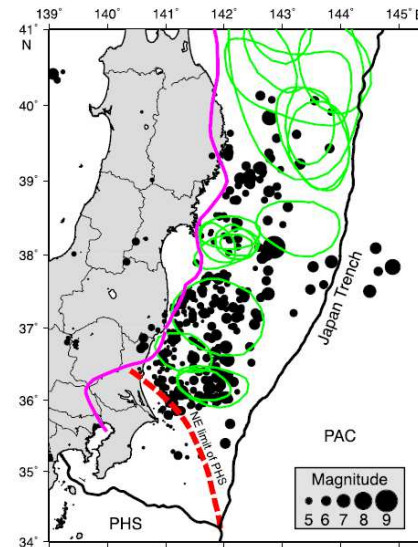 139° 140° 141° 142° 143° 144° 145°E
41°
N
40°
39°
38°
37°
36°
35°
34°
Japan Trench
NE limit of PHS
PAC
PHS
Magnitude
5 6 7 8 9